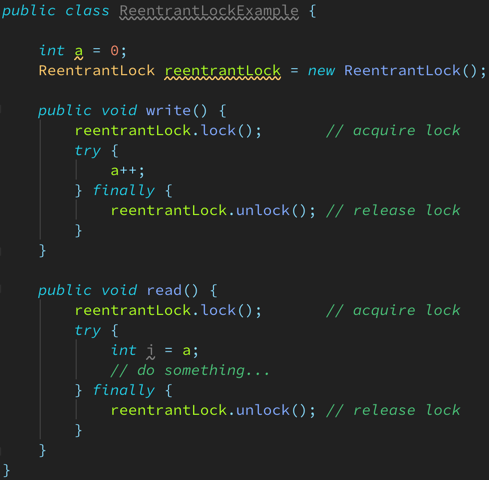 public class ReentrantLockExample {
int a = 0;
ReentrantLock reentrantLock = new ReentrantLock();
public void write() {
reentrantLock.lock();       // acquire lock
try {
a++;
} finally {
reentrantLock.unlock(); // release lock
}
}
public void read() {
reentrantLock.lock();       // acquire lock
try {
int i = a;
// do something...
} finally {
reentrantLock.unlock(); // release lock
}
}
}